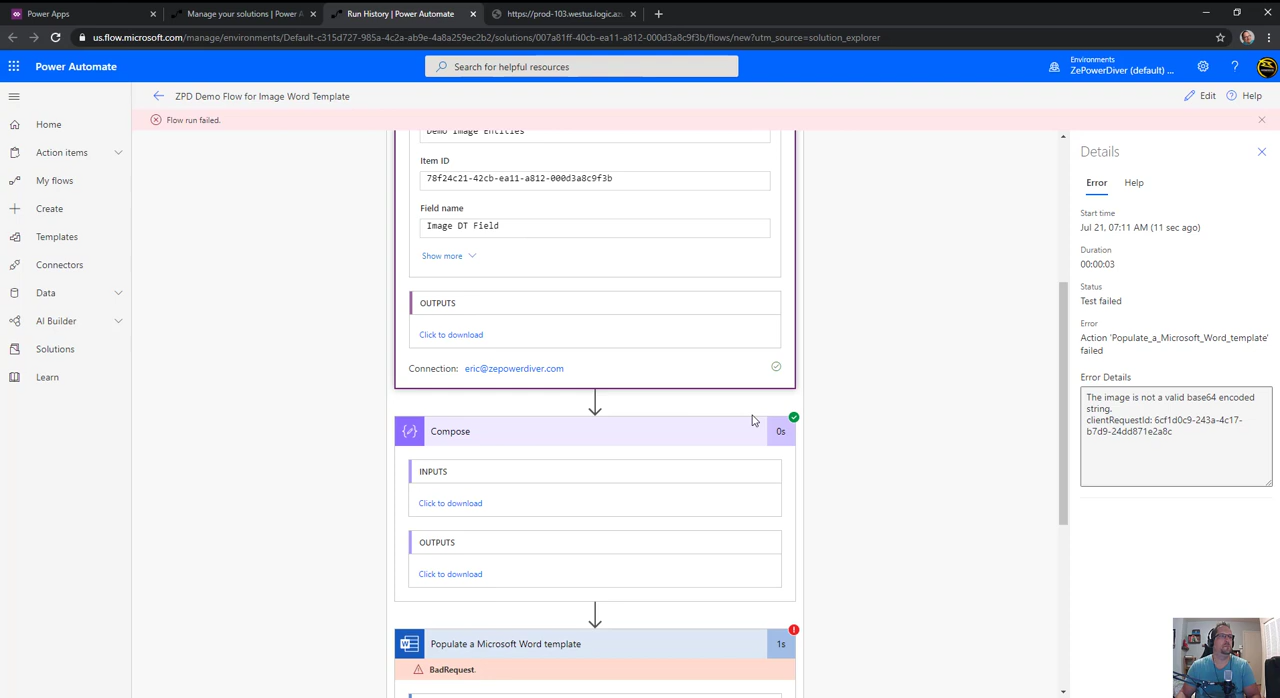 Power Apps
Manage your solutions | Power A
Run History | Power Automate
https://prod-103.westus.logic.az
us.flow.microsoft.com/manage/environments/Default-c315d727-985a-4c2a-ab9e-4a8a259ec2b2/solutions/007a81ff-40cb-ea11-a812-000d3a8c9f3b/flows/new?utm_source=solution_explorer
Power Automate
Search for helpful resources
Environments
ZePowerDiver (default) ...
ZPD Demo Flow for Image Word Template
Edit
Help
Flow run failed.
Home
Action items
My flows
Create
Templates
Connectors
Data
AI Builder
Solutions
Learn
Demo Image Entities
Item ID
78f24c21-42cb-ea11-a812-000d3a8c9f3b
Field name
Image DT Field
Show more
OUTPUTS
Click to download
Connection: eric@zepowerdiver.com
Compose
0s
INPUTS
Click to download
OUTPUTS
Click to download
Populate a Microsoft Word template
1s
BadRequest.
Details
Error
Help
Start time
Jul 21, 07:11 AM (11 sec ago)
Duration
00:00:03
Status
Test failed
Error
Action 'Populate_a_Microsoft_Word_template'
failed
Error Details
The image is not a valid base64 encoded
string.
clientRequestId: 6cf1d0c9-243a-4c17-
b7d9-24dd871e2a8c